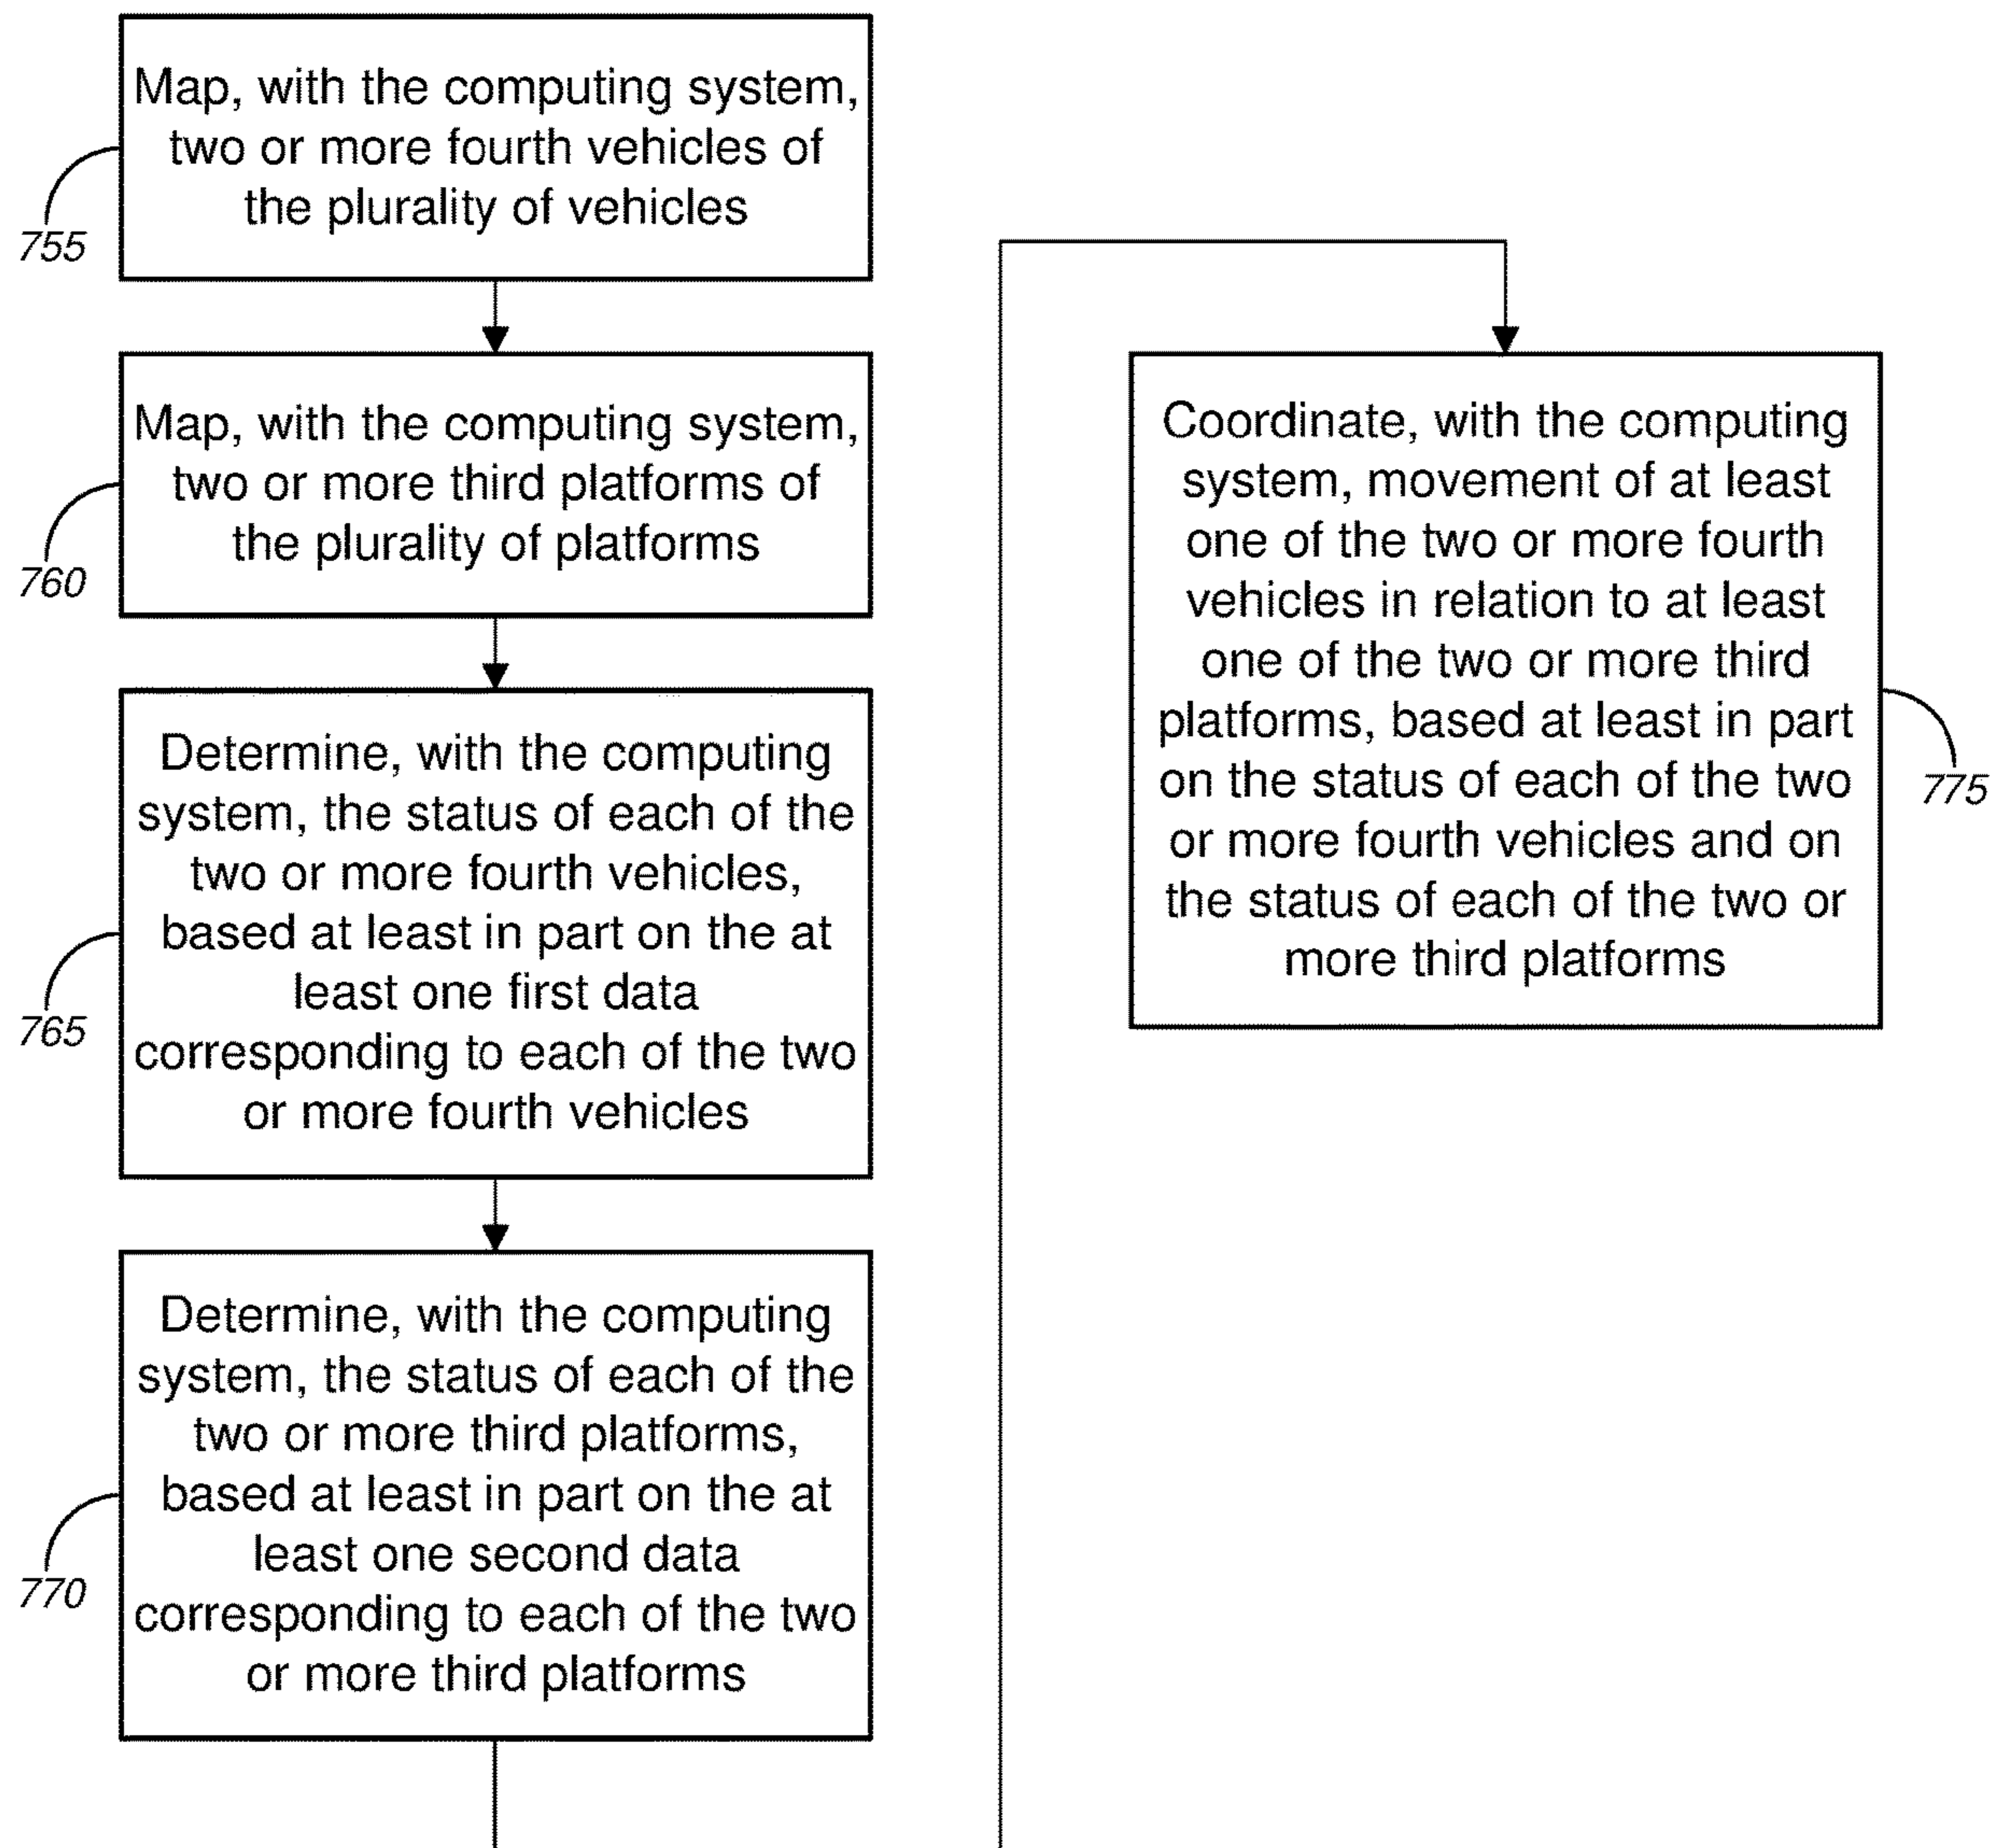 Map, with the computing system,
two or more fourth vehicles of
the plurality of vehicles
755
Map, with the computing system,
two or more third platforms of
the plurality of platforms
760
Determine, with the computing
system, the status of each of the
two or more fourth vehicles,
based at least in part on the at
least one first data
corresponding to each of the two
or more fourth vehicles
765
Determine, with the computing
system, the status of each of the
two or more third platforms,
based at least in part on the at
least one second data
corresponding to each of the two
or more third platforms
770
Coordinate, with the computing
system, movement of at least
one of the two or more fourth
vehicles in relation to at least
one of the two or more third
platforms, based at least in part
on the status of each of the two
or more fourth vehicles and on
the status of each of the two or
more third platforms
775